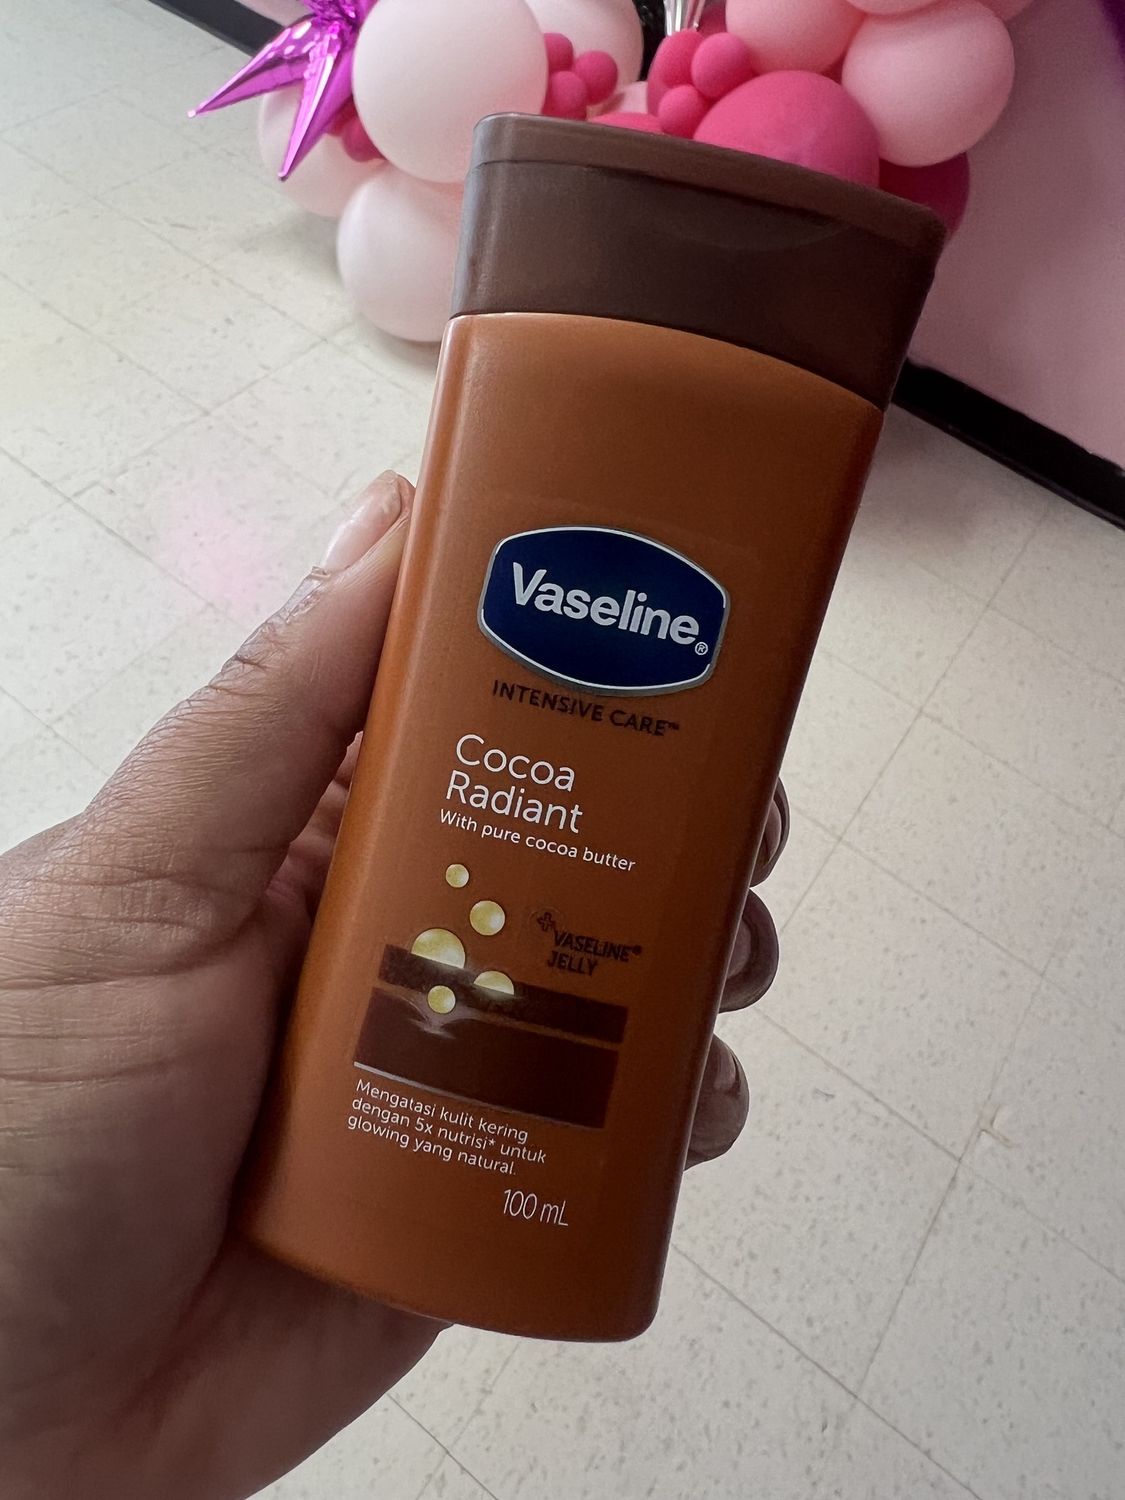 Vaseline®
INTENSIVE CARE™
Cocoa
Radiant
With pure cocoa butter
+VASELINE®
JELLY
Mengatasi kulit kering
dengan 5x nutrisi* untuk
glowing yang natural.
100 mL